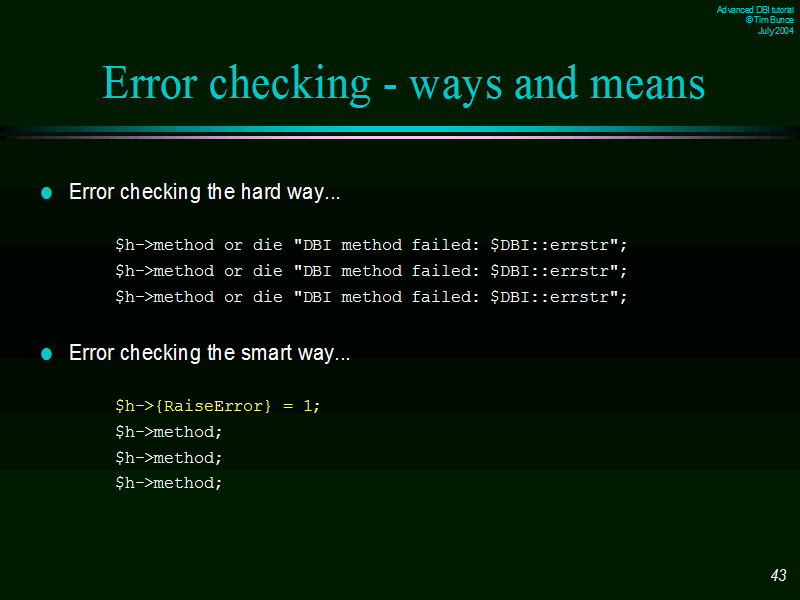 Advanced DBI tutorial
© Tim Bunce
July 2004
Error checking - ways and means
Error checking the hard way...
$h->method or die "DBI method failed: $DBI::errstr";
$h->method or die "DBI method failed: $DBI::errstr";
$h->method or die "DBI method failed: $DBI::errstr";
Error checking the smart way...
$h->{RaiseError} = 1;
$h->method;
$h->method;
$h->method;
43